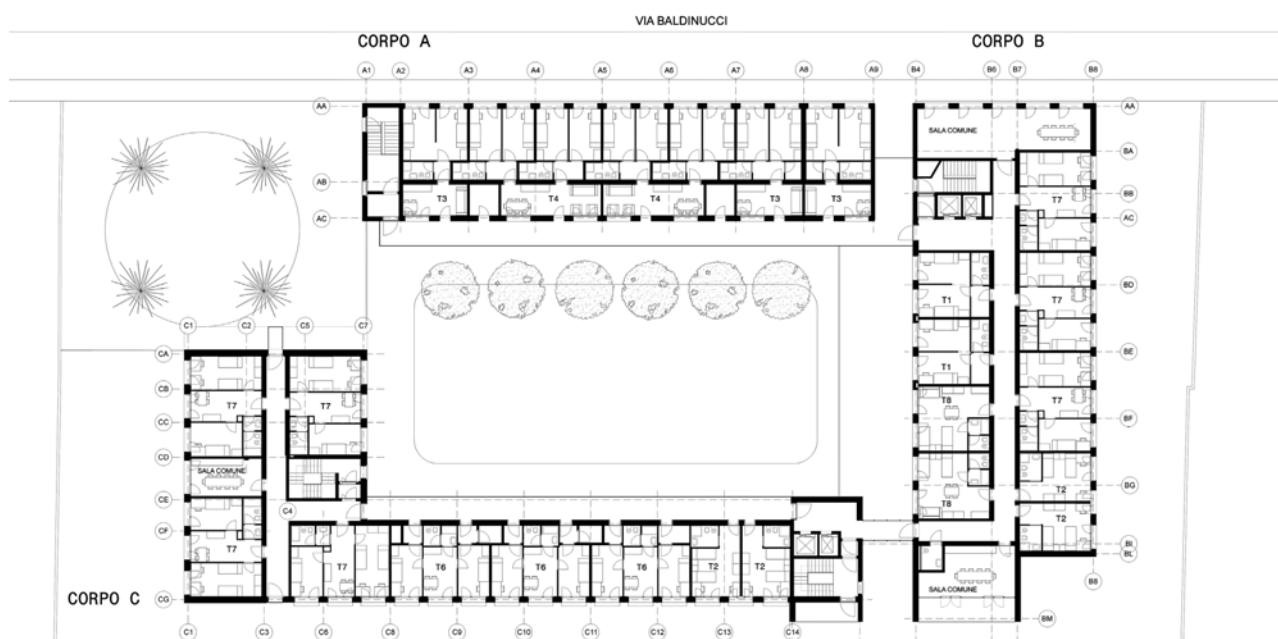 VIA BALDINUCCI
CORPO A CORPO B
A1 A2 A3 A4 A5 A6 A7 A8 A9 B4 B6 B7 B8
AA AA
SALA COMUNE
BA
AB BB
T3 T4 T4 T3 T3 T7
AC AC
BD
T1 T7
C1 C2 C5 C7
CA BE
T1
CB
T7 T7 T8 T7
CC BF
CD
SALA COMUNE
BG
CE T8 T2
C4
CF T2
T7 BI
BL
T7 T6 T6 T6 T2 T2
B8
SALA COMUNE
CORPO C CG
BM
C1 C3 C6 C8 C9 C10 C11 C12 C13 C14